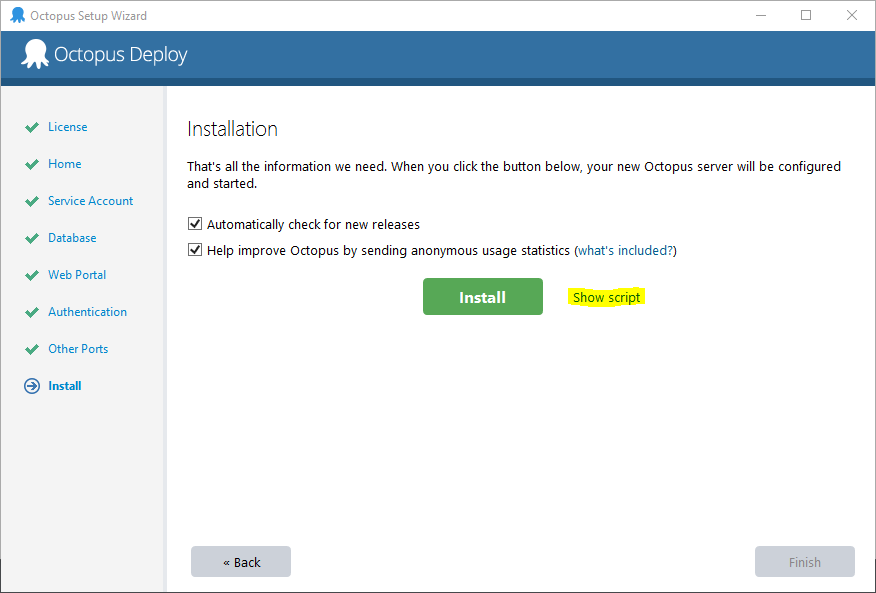 Octopus Setup Wizard
Octopus Deploy
License
Home
Service Account
Database
Web Portal
Authentication
Other Ports
Install
Installation
That's all the information we need. When you click the button below, your new Octopus server will be configured
and started.
Automatically check for new releases
Help improve Octopus by sending anonymous usage statistics (what's included?)
Install
Show script
« Back
Finish